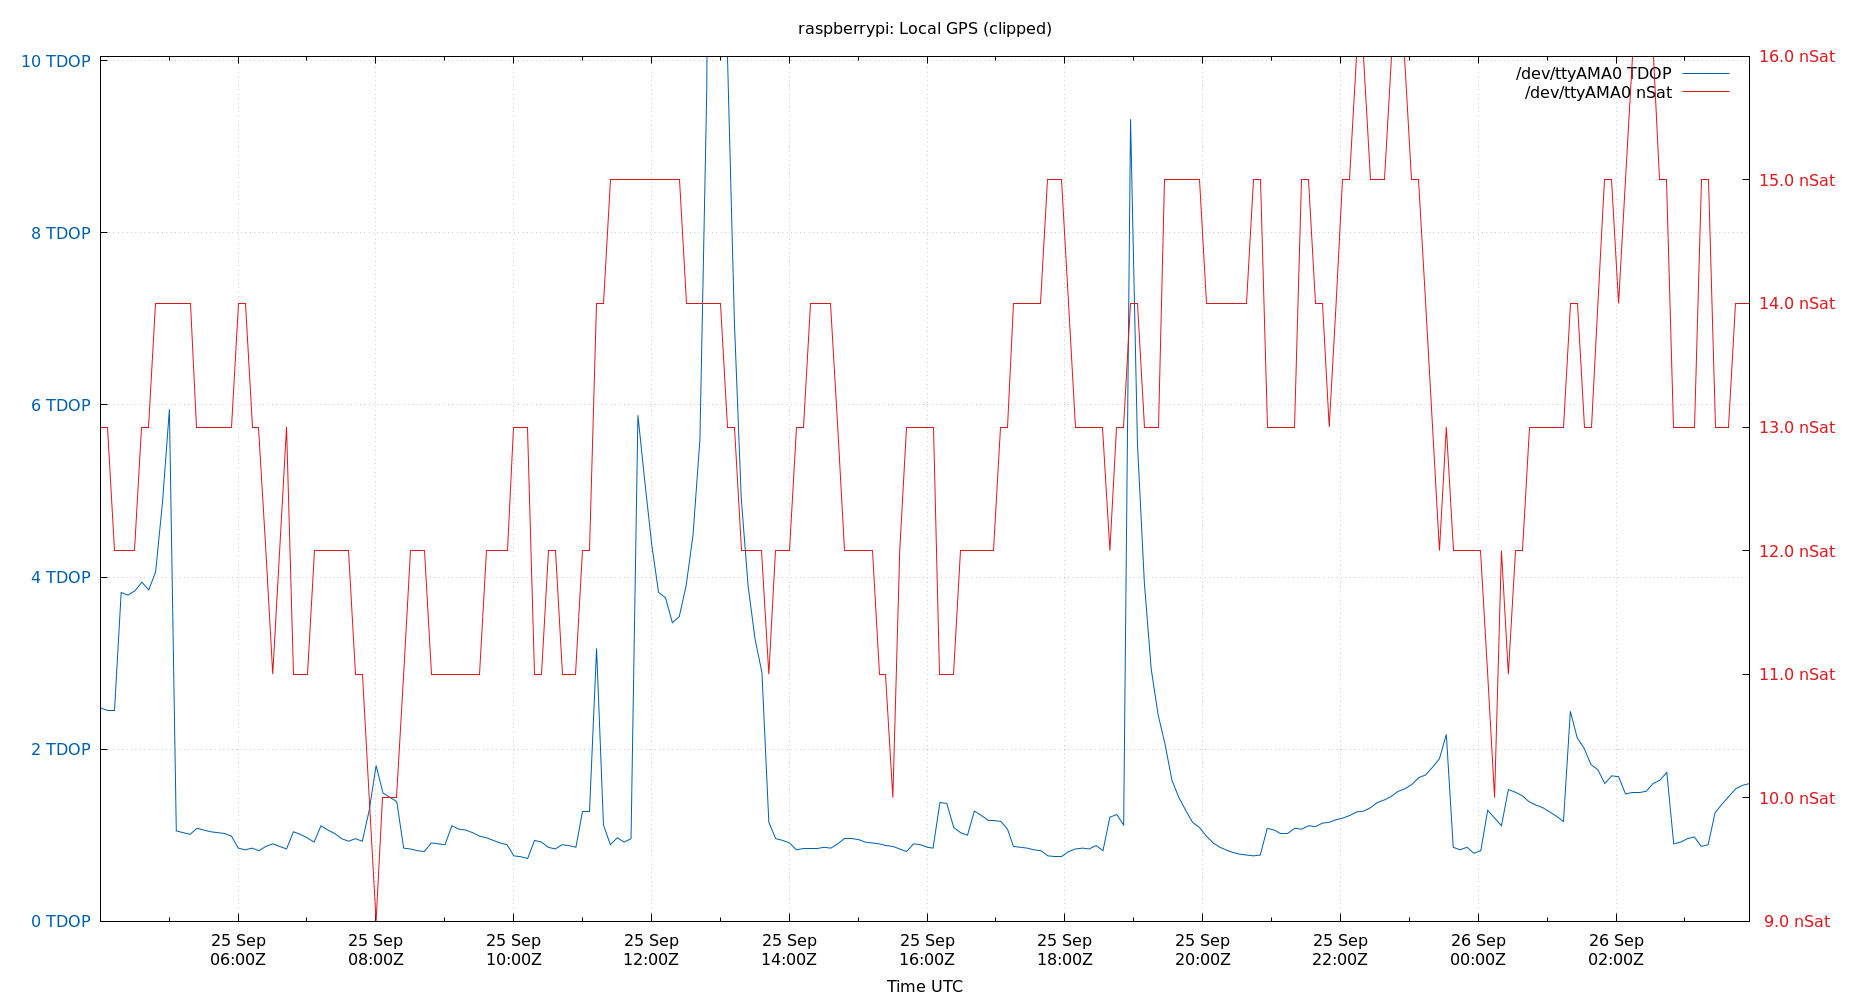 raspberrypi: Local GPS (clipped)
10 TDOP
8 TDOP
6 TDOP
4 TDOP
2 TDOP
0 TDOP
/dev/ttyAMA0 TDOP
/dev/ttyAMA0 nSat
16.0 nSat
15.0 nSat
14.0 nSat
13.0 nSat
12.0 nSat
11.0 nSat
10.0 nSat
9.0 nSat
25 Sep
06:00Z
25 Sep
08:00Z
25 Sep
10:00Z
25 Sep
12:00Z
25 Sep
14:00Z
25 Sep
16:00Z
25 Sep
18:00Z
25 Sep
20:00Z
25 Sep
22:00Z
26 Sep
00:00Z
26 Sep
02:00Z
Time UTC